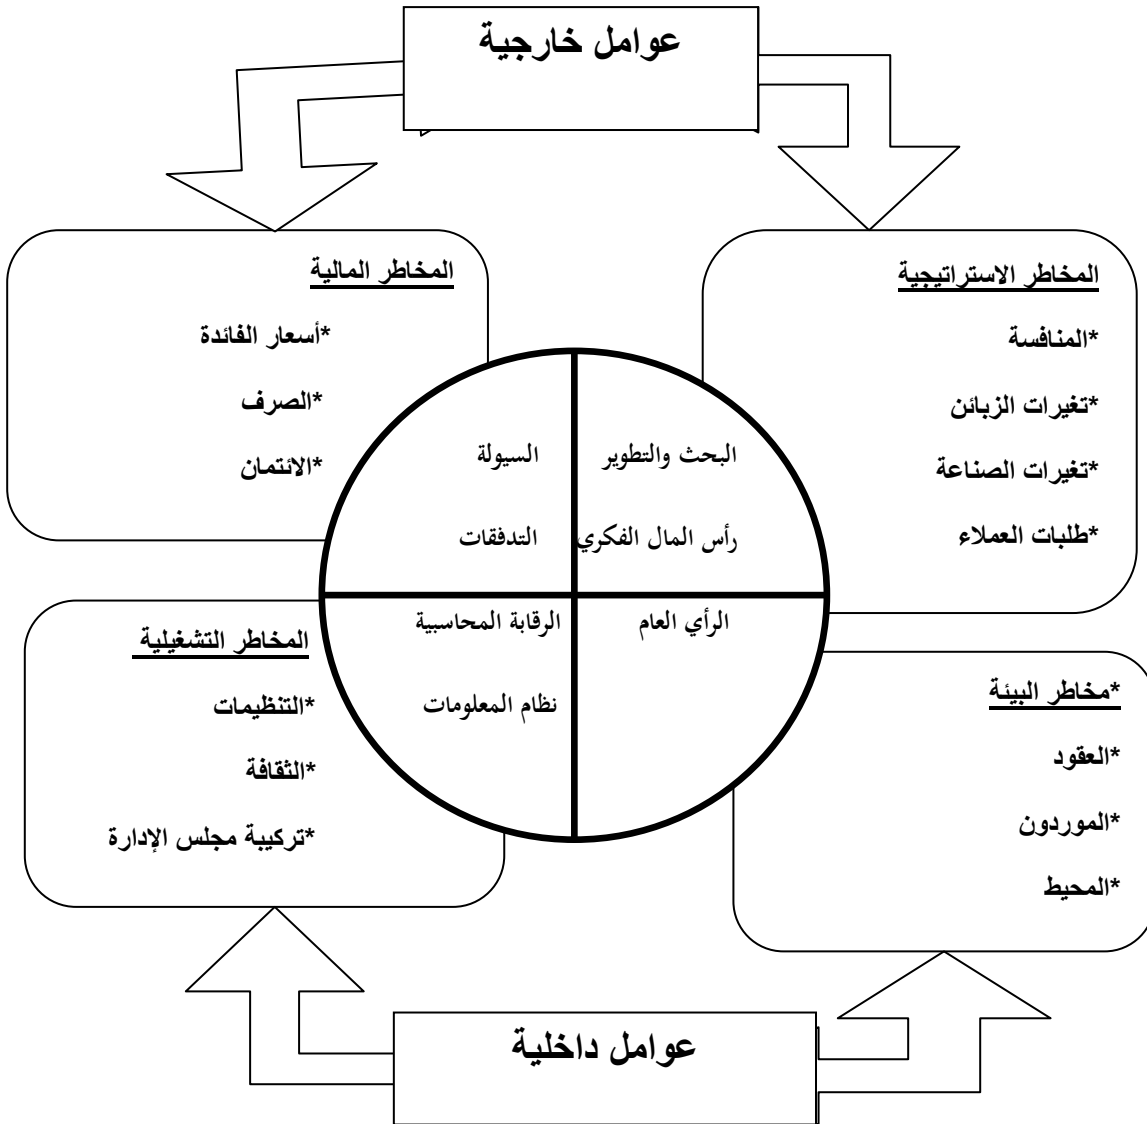 عوامل خارجية
المخاطر الاستراتيجية
*المنافسة
*تغيرات الزبائن
*تغيرات الصناعة
*طلبات العملاء
المخاطر المالية
*أسعار الفائدة
*الصرف
*الائتمان
البحث والتطوير
رأس المال الفكري
السيولة
التدفقات
الرأي العام
الرقابة المحاسبية
نظام المعلومات
*مخاطر البيئة
*العقود
*الموردون
*المحيط
المخاطر التشغيلية
*التنظيمات
*الثقافة
*تركيبة مجلس الإدارة
عوامل داخلية